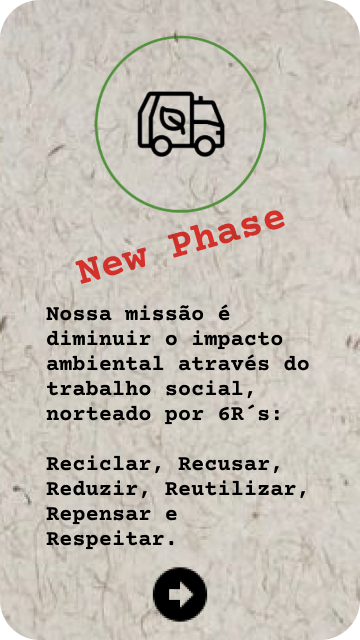 New Phase
Nossa missão é
diminuir o impacto
ambiental através do
trabalho social,
norteado por 6R´s:
Reciclar, Recusar,
Reduzir, Reutilizar,
Repensar e
Respeitar.